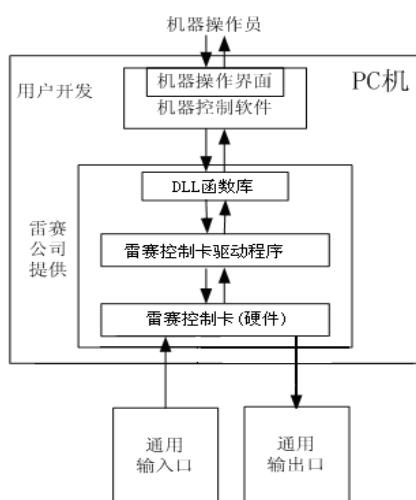 机器操作员
用户开发
PC机
机器操作界面
机器控制软件
DLL函数库
雷赛
公司
提供
雷赛控制卡驱动程序
雷赛控制卡(硬件)
通用
输入口
通用
输出口